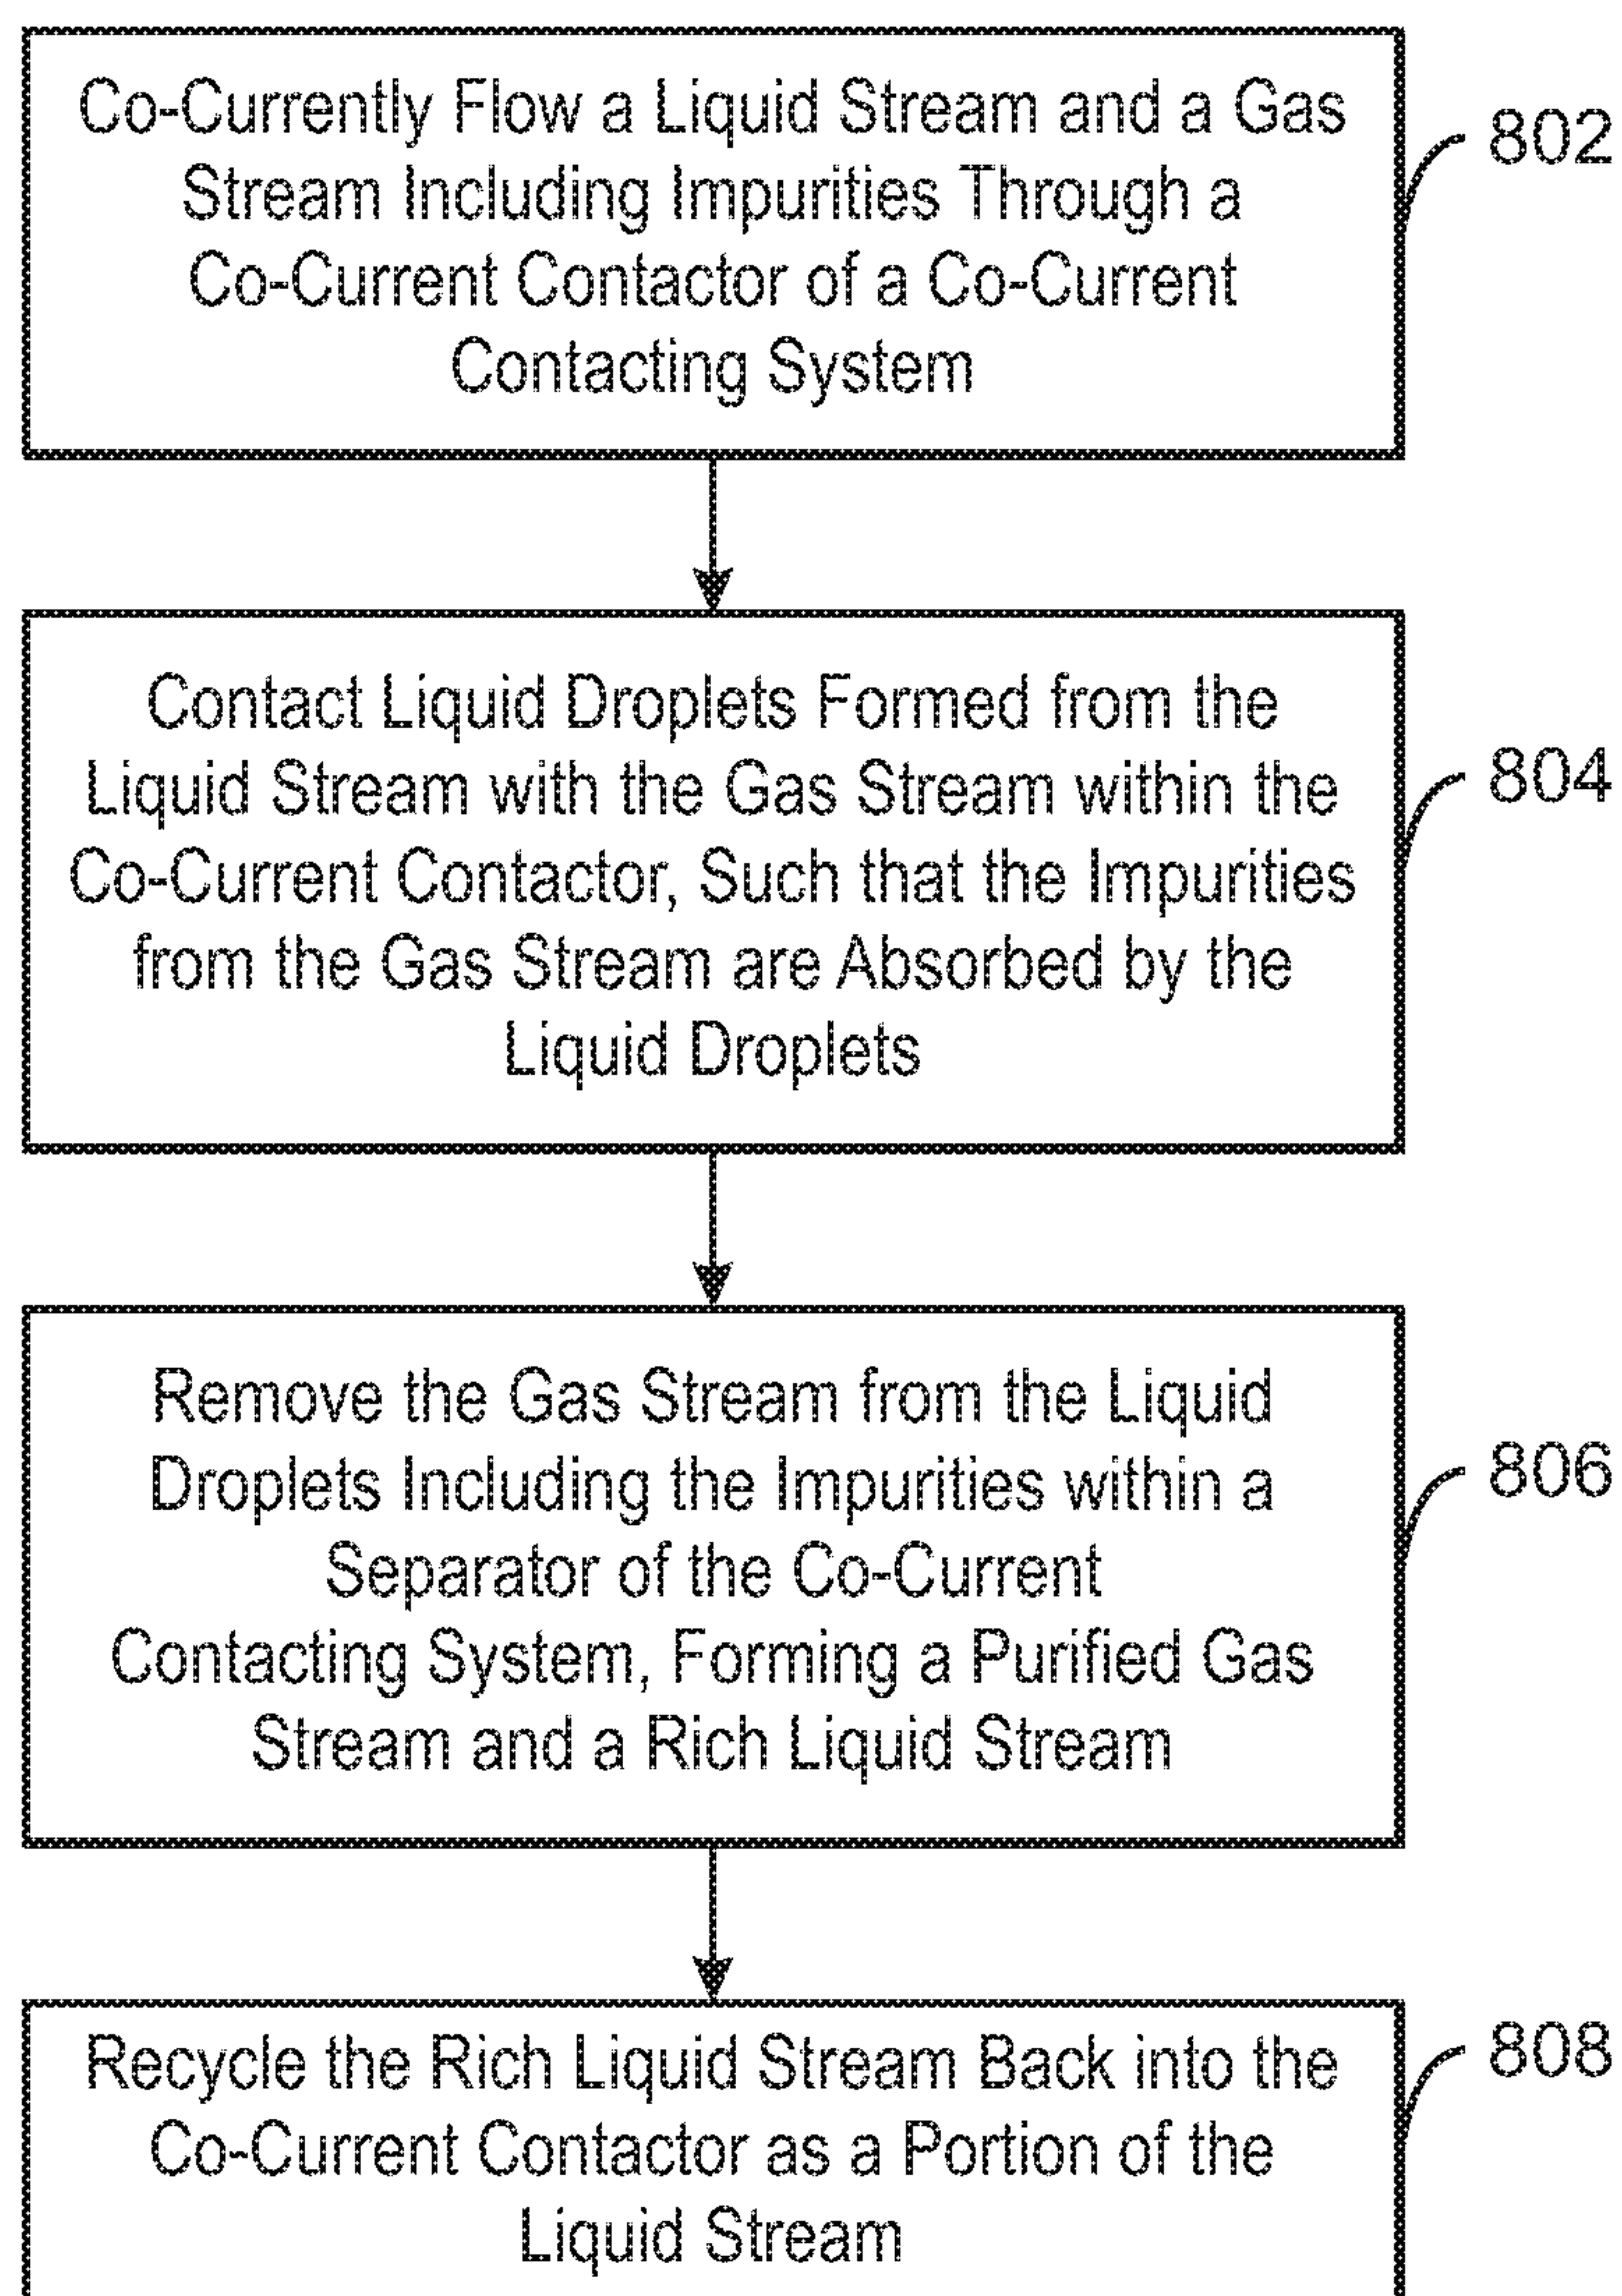 Co-Currently Flow a Liquid Stream and a Gas
Stream Including Impurities Through a
Co-Current Contactor of a Co-Current
Contacting System
802
Contact Liquid Droplets Formed from the
Liquid Stream with the Gas Stream within the
Co-Current Contactor, Such that the Impurities
from the Gas Stream are Absorbed by the
Liquid Droplets
804
Remove the Gas Stream from the Liquid
Droplets Including the Impurities within a
Separator of the Co-Current
Contacting System, Forming a Purified Gas
Stream and a Rich Liquid Stream
806
Recycle the Rich Liquid Stream Back into the
Co-Current Contactor as a Portion of the
Liquid Stream
808